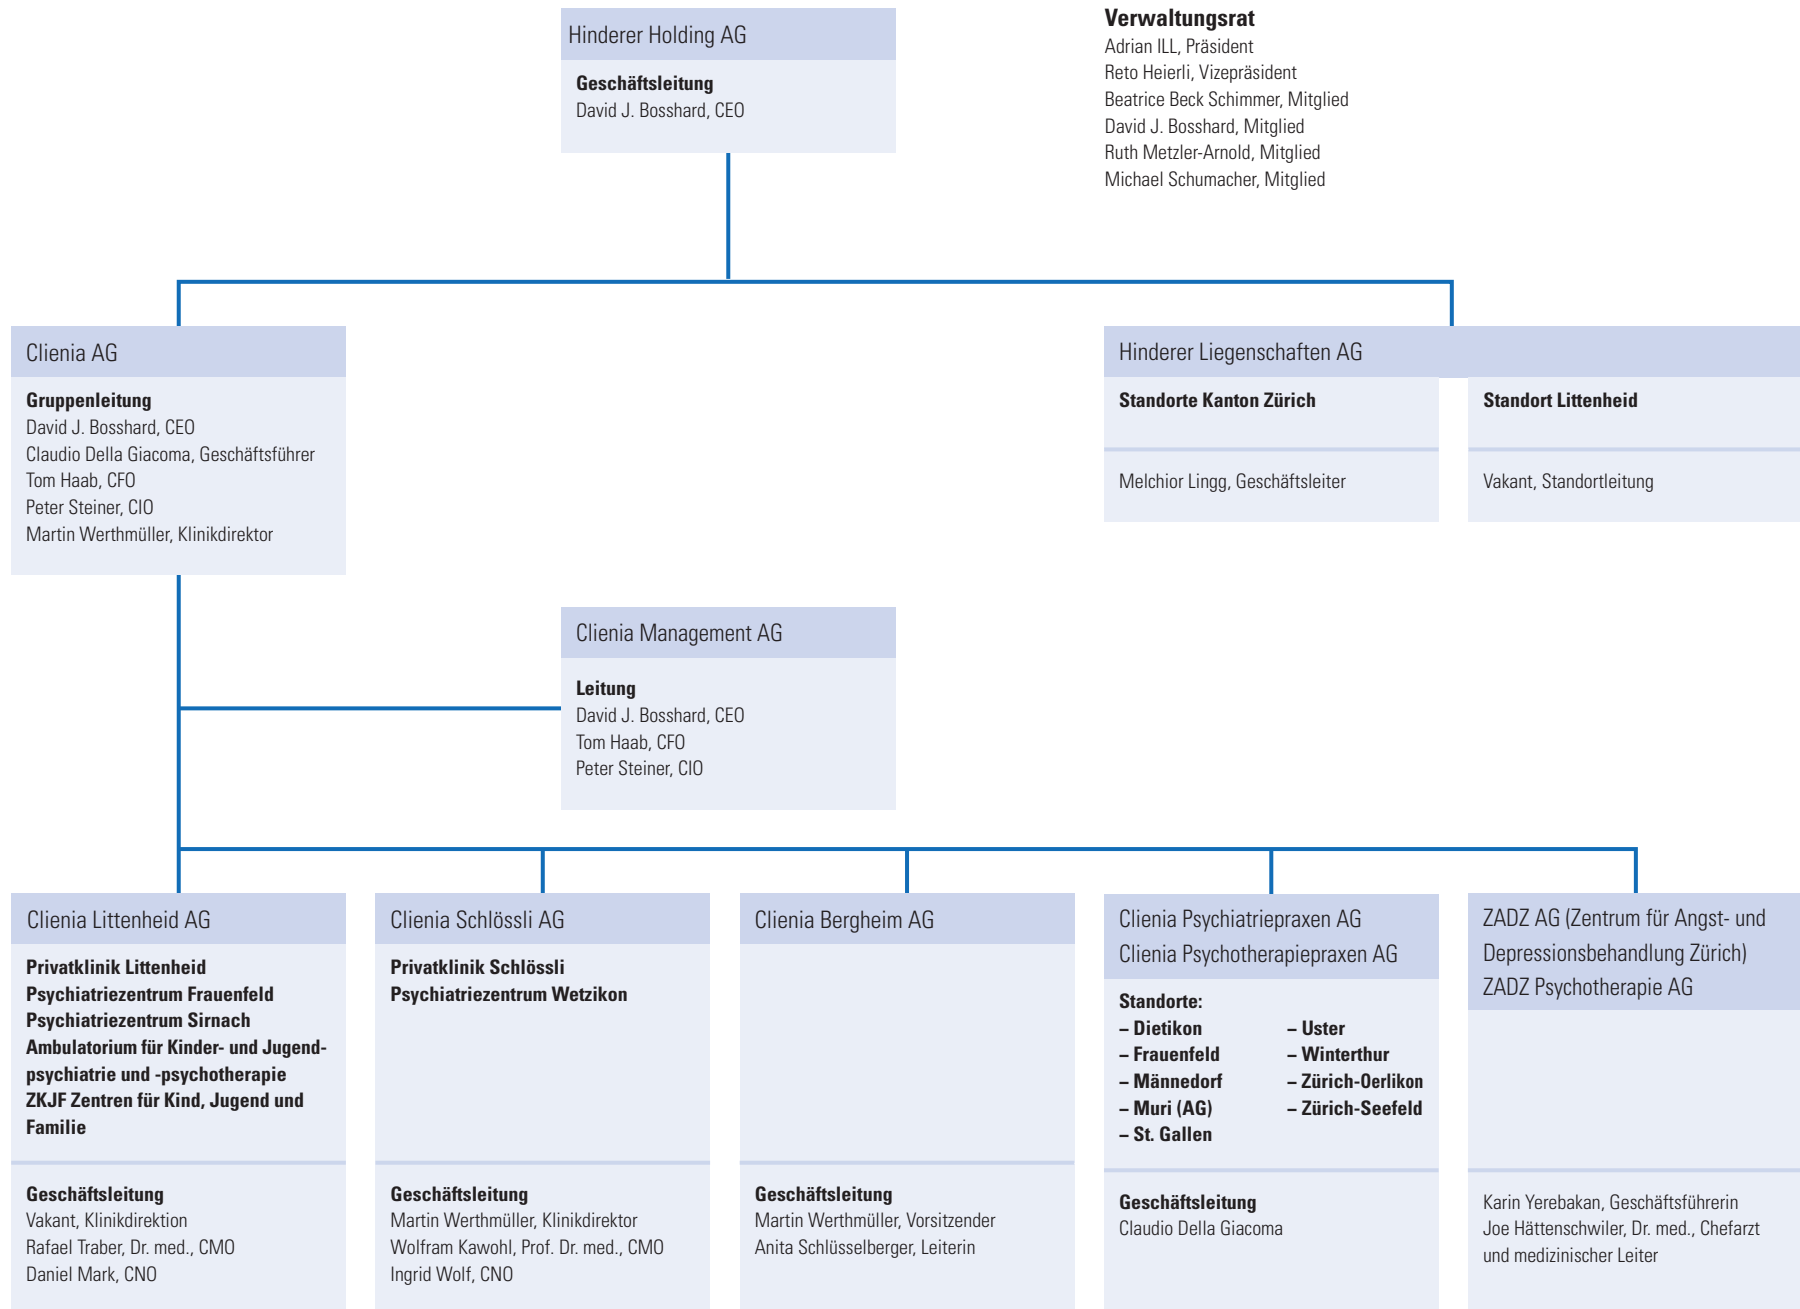 Hinderer Holding AG
Geschäftsleitung
David J. Bosshard, CEO
Verwaltungsrat
Adrian ILL, Präsident
Reto Heierli, Vizepräsident
Beatrice Beck Schimmer, Mitglied
David J. Bosshard, Mitglied
Ruth Metzler-Arnold, Mitglied
Michael Schumacher, Mitglied
Clienia AG
Gruppenleitung
David J. Bosshard, CEO
Claudio Della Giacoma, Geschäftsführer
Tom Haab, CFO
Peter Steiner, CIO
Martin Werthmüller, Klinikdirektor
Hinderer Liegenschaften AG
Standorte Kanton Zürich
Melchior Lingg, Geschäftsleiter
Standort Littenheid
Vakant, Standortleitung
Clienia Management AG
Leitung
David J. Bosshard, CEO
Tom Haab, CFO
Peter Steiner, CIO
Clienia Littenheid AG
Privatklinik Littenheid
Psychiatriezentrum Frauenfeld
Psychiatriezentrum Sirnach
Ambulatorium für Kinder- und Jugend-
psychiatrie und -psychotherapie
ZKJF Zentren für Kind, Jugend und
Familie
Geschäftsleitung
Vakant, Klinikdirektion
Rafael Traber, Dr. med., CMO
Daniel Mark, CNO
Clienia Schlössli AG
Privatklinik Schlössli
Psychiatriezentrum Wetzikon
Geschäftsleitung
Martin Werthmüller, Klinikdirektor
Wolfram Kawohl, Prof. Dr. med., CMO
Ingrid Wolf, CNO
Clienia Bergheim AG
Geschäftsleitung
Martin Werthmüller, Vorsitzender
Anita Schlüsselberger, Leiterin
Clienia Psychiatriepraxen AG
Clienia Psychotherapiepraxen AG
Standorte:
– Dietikon
– Frauenfeld
– Männedorf
– Muri (AG)
– St. Gallen
– Uster
– Winterthur
– Zürich-Oerlikon
– Zürich-Seefeld
Geschäftsleitung
Claudio Della Giacoma
ZADZ AG (Zentrum für Angst- und
Depressionsbehandlung Zürich)
ZADZ Psychotherapie AG
Karin Yerebakan, Geschäftsführerin
Joe Hättenschwiler, Dr. med., Chefarzt
und medizinischer Leiter